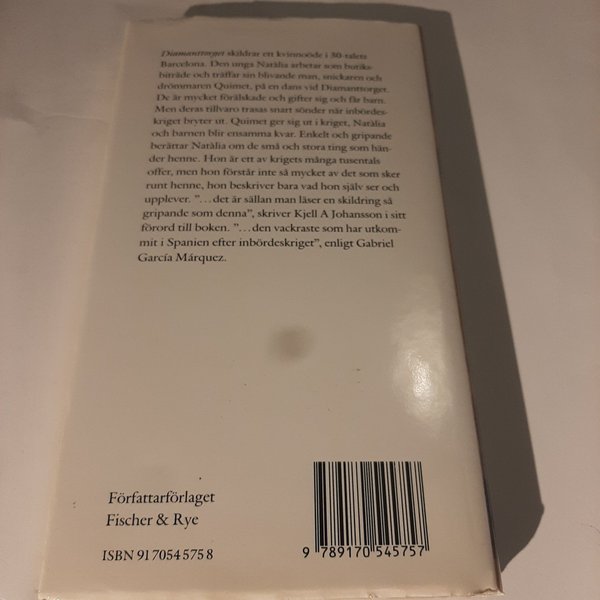 Diamanttorget skildrar ett kvinnoöde i 30-talets
Barcelona. Den unga Natàlia arbetar som butiks-
biträde och träffar sin blivande man, snickaren och
drömmaren Quimet, på en dans vid Diamanttorget.
De är mycket förälskade och gifter sig och får barn.
Men deras tillvaro trasas snart sönder när inbördes-
kriget bryter ut. Quimet ger sig ut i kriget, Natàlia
och barnen blir ensamma kvar. Enkelt och gripande
berättar Natàlia om de små och stora ting som hän-
der henne. Hon är ett av krigets många tusentals
offer, men hon förstår inte så mycket av det som sker
runt henne, hon beskriver bara vad hon själv ser och
upplever. ”…det är sällan man läser en skildring så
gripande som denna”, skriver Kjell A Johansson i sitt
förord till boken. ”…den vackraste som har utkom-
mit i Spanien efter inbördeskriget”, enligt Gabriel
García Márquez.
Författarförlaget
Fischer & Rye
ISBN 91 7054 575 8
9 789170 545757